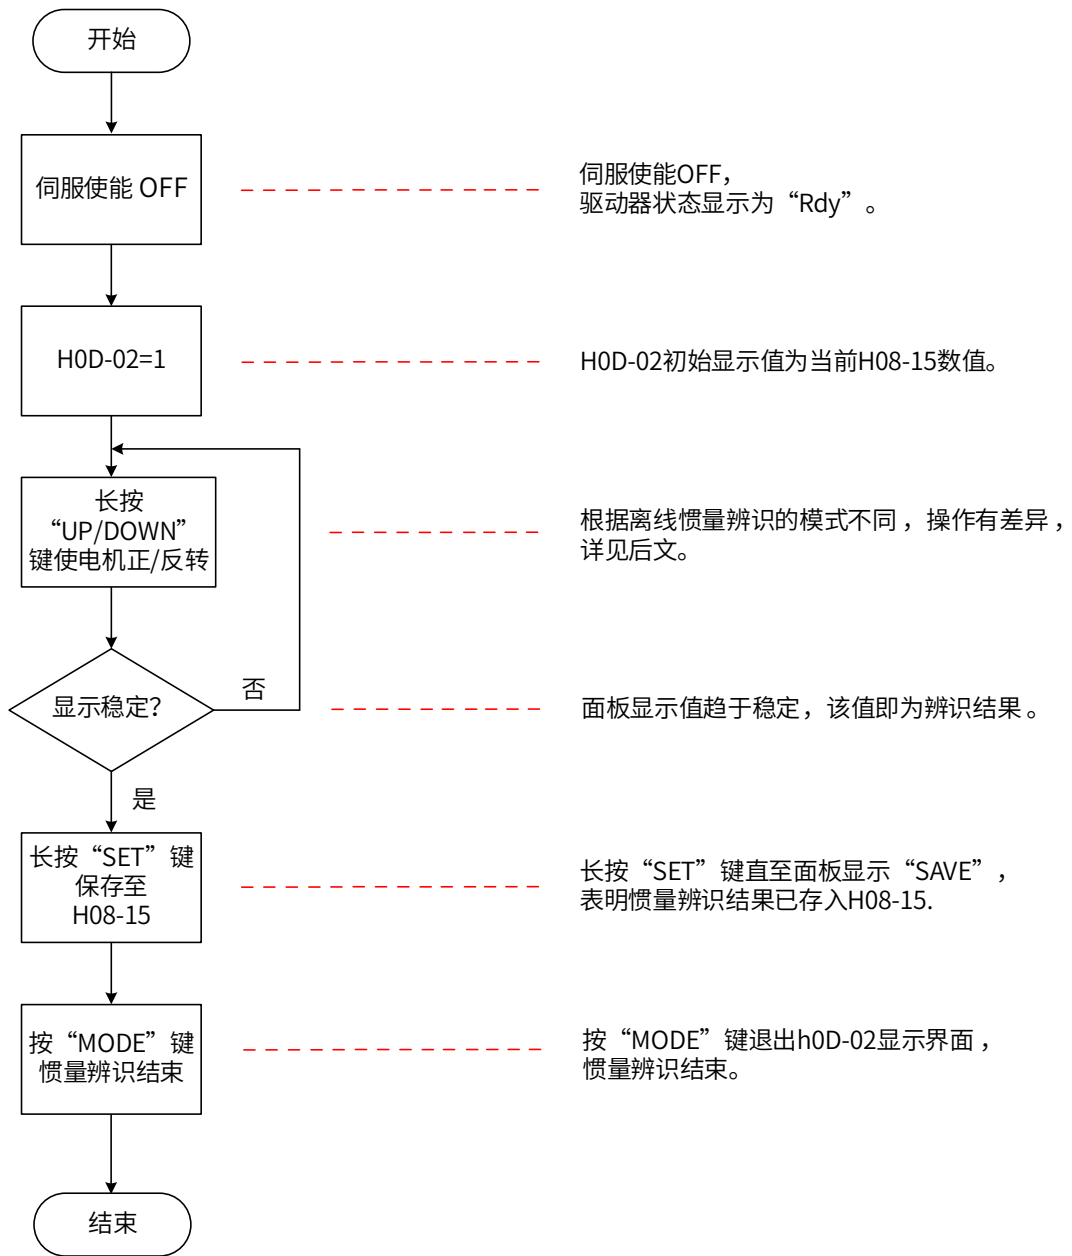 开始
伺服使能 OFF
伺服使能OFF，
驱动器状态显示为“Rdy”。
H0D-02=1
H0D-02初始显示值为当前H08-15数值。
长按
“UP/DOWN”
键使电机正/反转
根据离线惯量辨识的模式不同，操作有差异，
详见后文。
显示稳定？
否
面板显示值趋于稳定，该值即为辨识结果。
是
长按“SET”键
保存至
H08-15
长按“SET”键直至面板显示“SAVE”，
表明惯量辨识结果已存入H08-15.
按“MODE”键
惯量辨识结束
按“MODE”键退出h0D-02显示界面，
惯量辨识结束。
结束